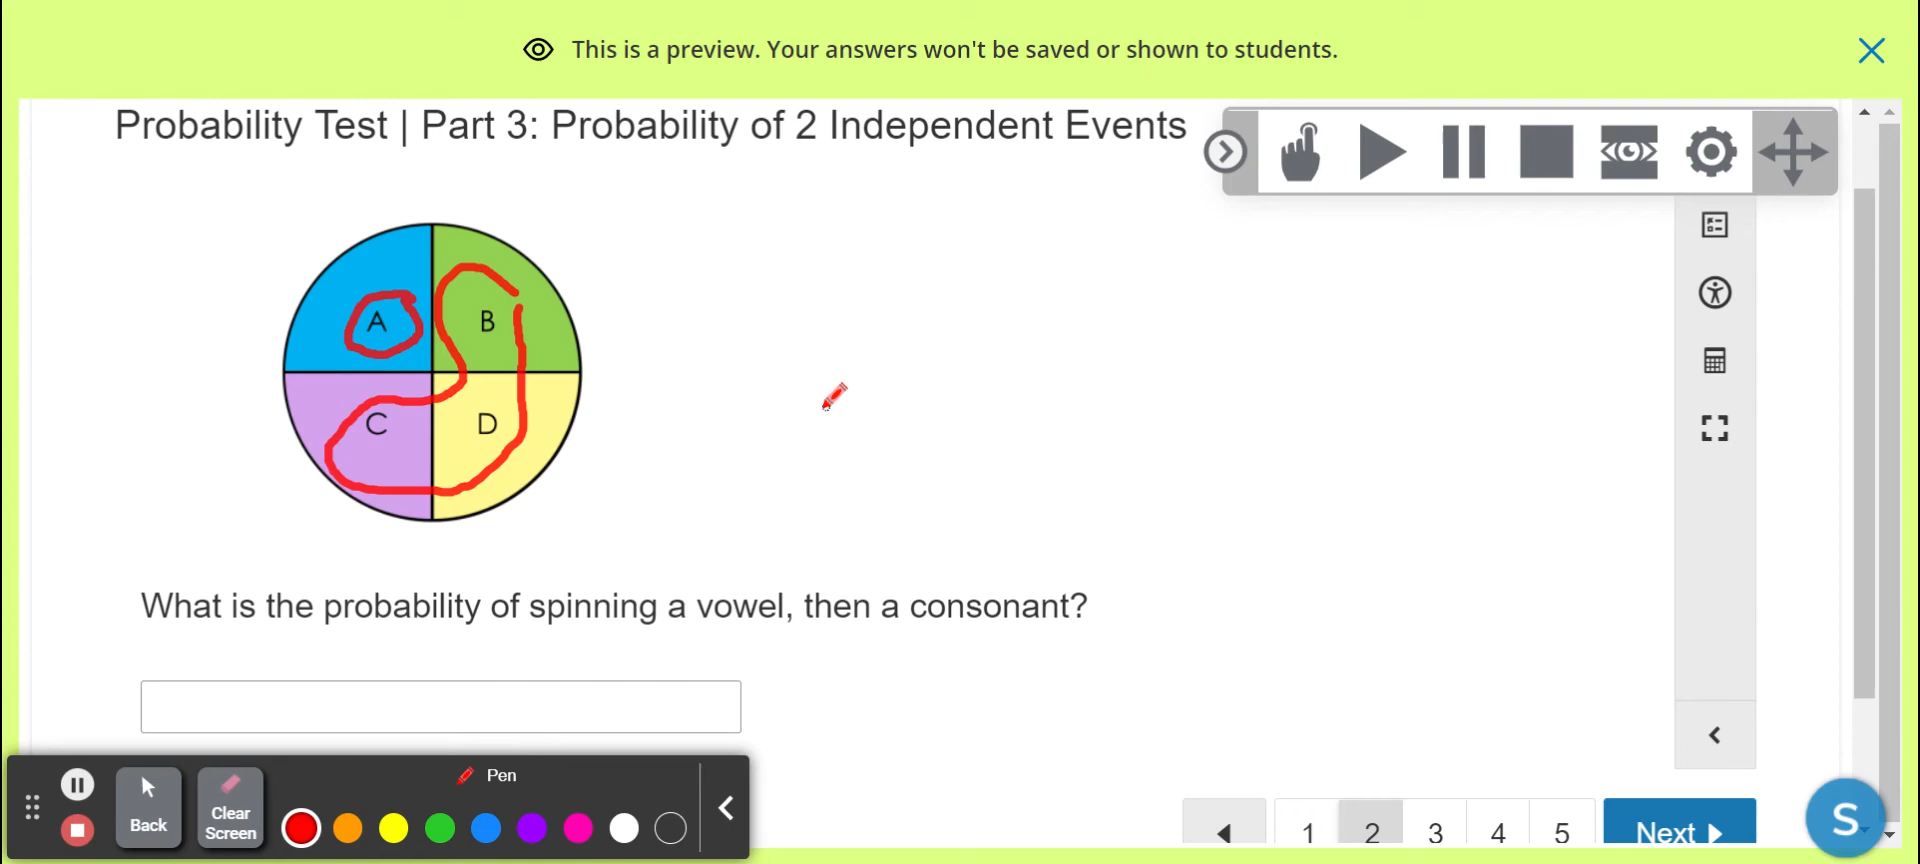 This is a preview. Your answers won't be saved or shown to students.
Probability Test | Part 3: Probability of 2 Independent Events
A B
C D
What is the probability of spinning a vowel, then a consonant?
Pen
Back
Clear
Screen
1 2 3 4 5 Next
S